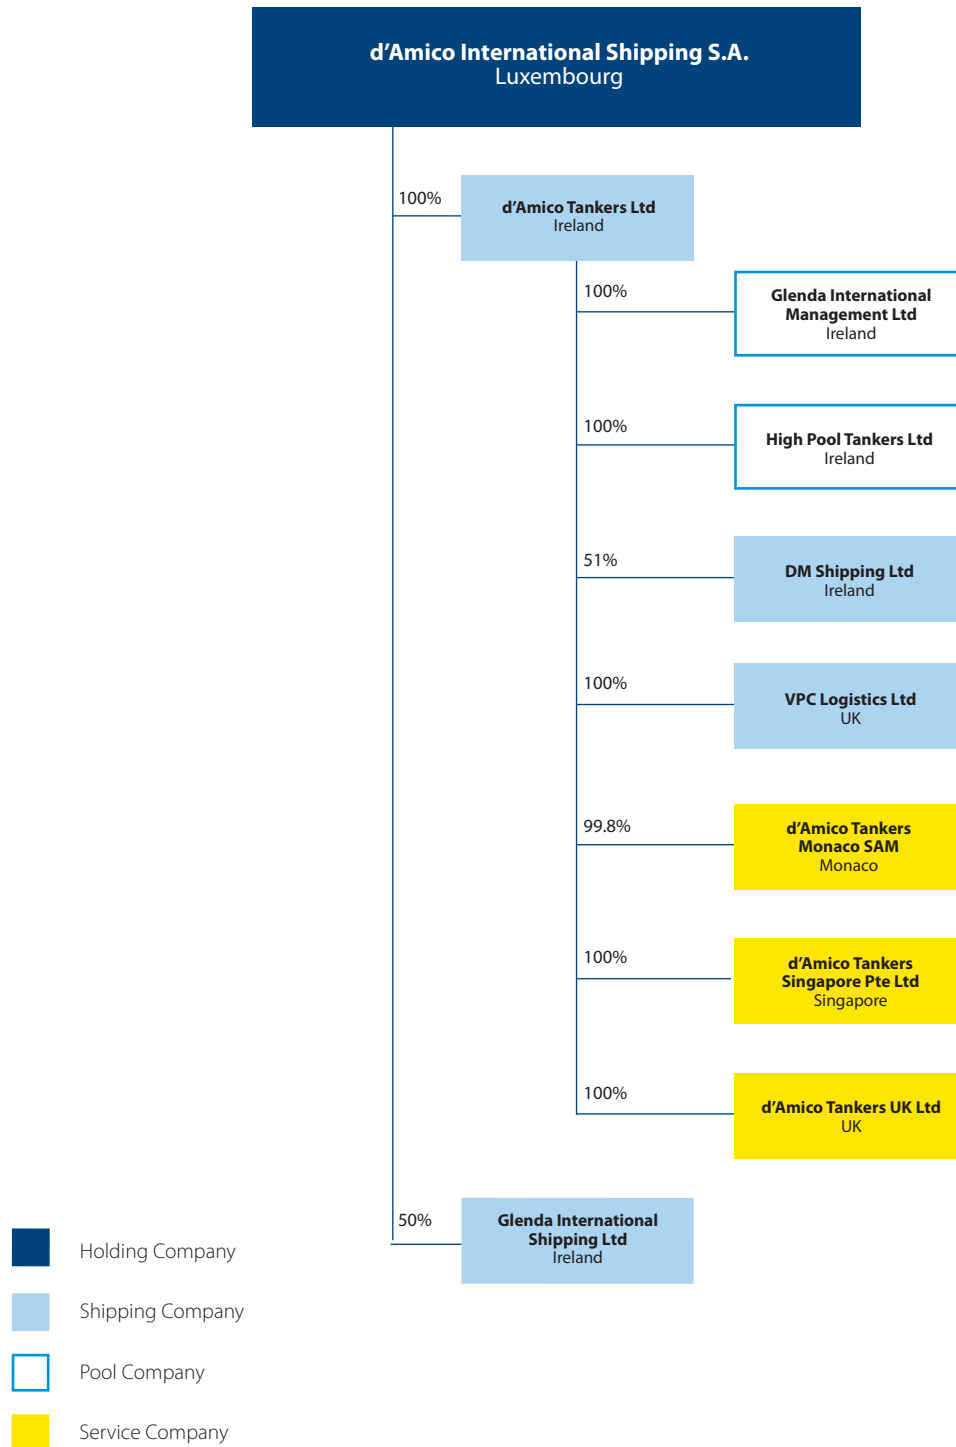 d’Amico International Shipping S.A.
Luxembourg
100%
d’Amico Tankers Ltd
Ireland
100%
Glenda International
Management Ltd
Ireland
100%
High Pool Tankers Ltd
Ireland
51%
DM Shipping Ltd
Ireland
100%
VPC Logistics Ltd
UK
99.8%
d’Amico Tankers
Monaco SAM
Monaco
100%
d’Amico Tankers
Singapore Pte Ltd
Singapore
100%
d’Amico Tankers UK Ltd
UK
50%
Glenda International
Shipping Ltd
Ireland
Holding Company
Shipping Company
Pool Company
Service Company